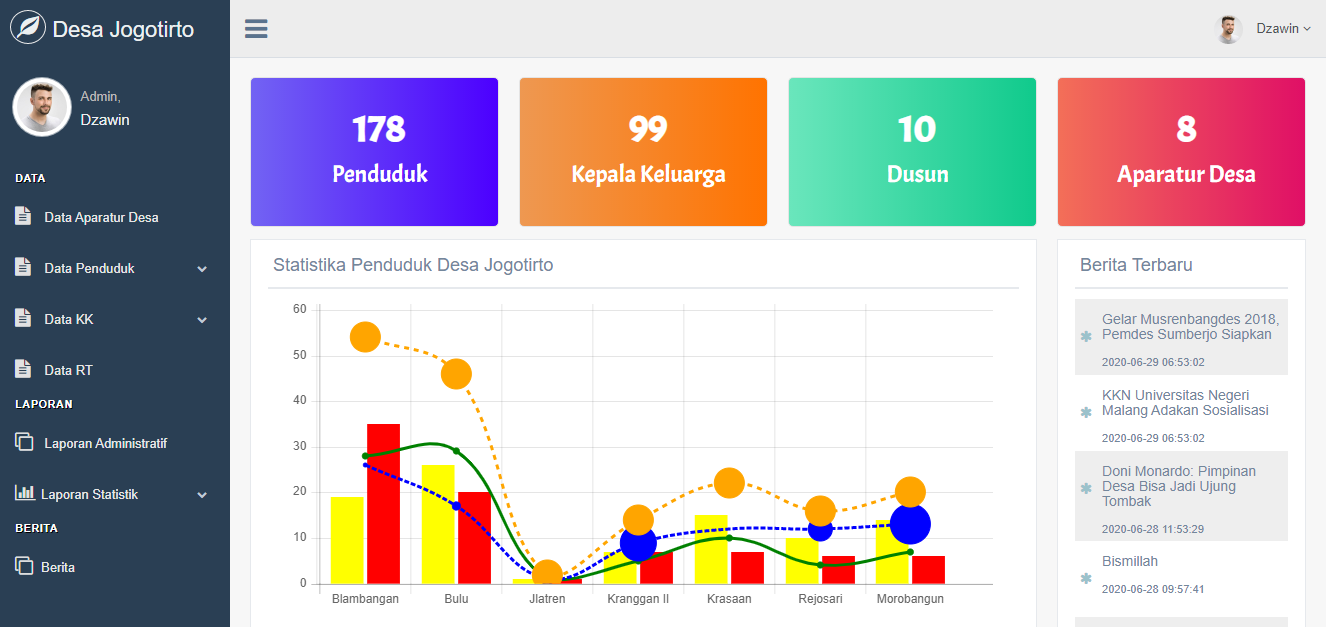 Desa Jogotirto
Dzawin
Admin,
Dzawin
DATA
Data Aparatur Desa
Data Penduduk
Data KK
Data RT
LAPORAN
Laporan Administratif
Laporan Statistik
BERITA
Berita
178
Penduduk
99
Kepala Keluarga
10
Dusun
8
Aparatur Desa
Statistika Penduduk Desa Jogotirto
60
50
40
30
20
10
0
Blambangan Bulu Jlatren Kranggan II Krasaan Rejosari Morobangun
Berita Terbaru
Gelar Musrenbangdes 2018,
Pemdes Sumberjo Siapkan
2020-06-29 06:53:02
KKN Universitas Negeri
Malang Adakan Sosialisasi
2020-06-29 06:53:02
Doni Monardo: Pimpinan
Desa Bisa Jadi Ujung
Tombak
2020-06-28 11:53:29
Bismillah
2020-06-28 09:57:41